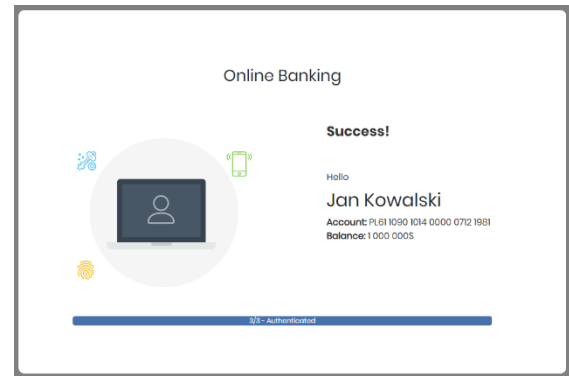 Online Banking
Success!
Hello
Jan Kowalski
Account: PL61 1090 1014 0000 0712 1981
Balance: 1 000 000$
3/3 - Authenticated